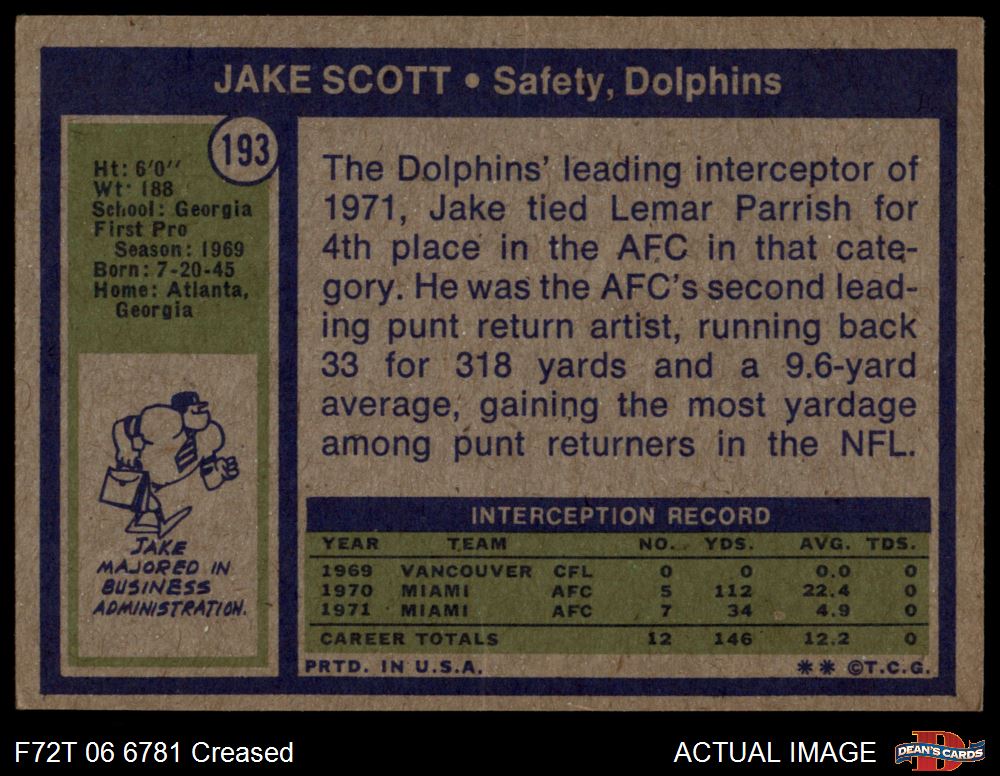 JAKE SCOTT • Safety, Dolphins
193
Ht: 6'0''
Wt: 188
School: Georgia
First Pro
Season: 1969
Born: 7-20-45
Home: Atlanta,
Georgia
JAKE
MAJORED IN
BUSINESS
ADMINISTRATION.
The Dolphins' leading interceptor of
1971, Jake tied Lemar Parrish for
4th place in the AFC in that cate-
gory. He was the AFC's second lead-
ing punt return artist, running back
33 for 318 yards and a 9.6-yard
average, gaining the most yardage
among punt returners in the NFL.
INTERCEPTION RECORD
YEAR TEAM NO. YDS. AVG. TDS.
1969 VANCOUVER CFL 0 0 0.0 0
1970 MIAMI AFC 5 112 22.4 0
1971 MIAMI AFC 7 34 4.9 0
CAREER TOTALS 12 146 12.2 0
PRTD. IN U.S.A. ** ©T.C.G.
F72T 06 6781 Creased ACTUAL IMAGE D DEAN'S CARDS